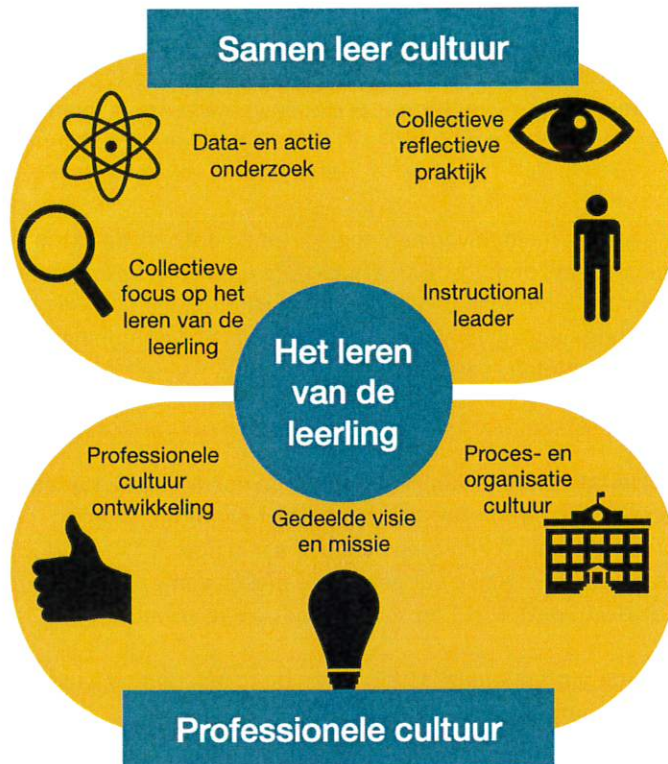 Samen leer cultuur
Data- en actie
onderzoek
Collectieve
reflectieve
praktijk
Collectieve
focus op het
leren van de
leerling
Instructional
leader
Het leren
van de
leerling
Professionele
cultuur
ontwikkeling
Gedeelde visie
en missie
Proces- en
organisatie
cultuur
Professionele cultuur